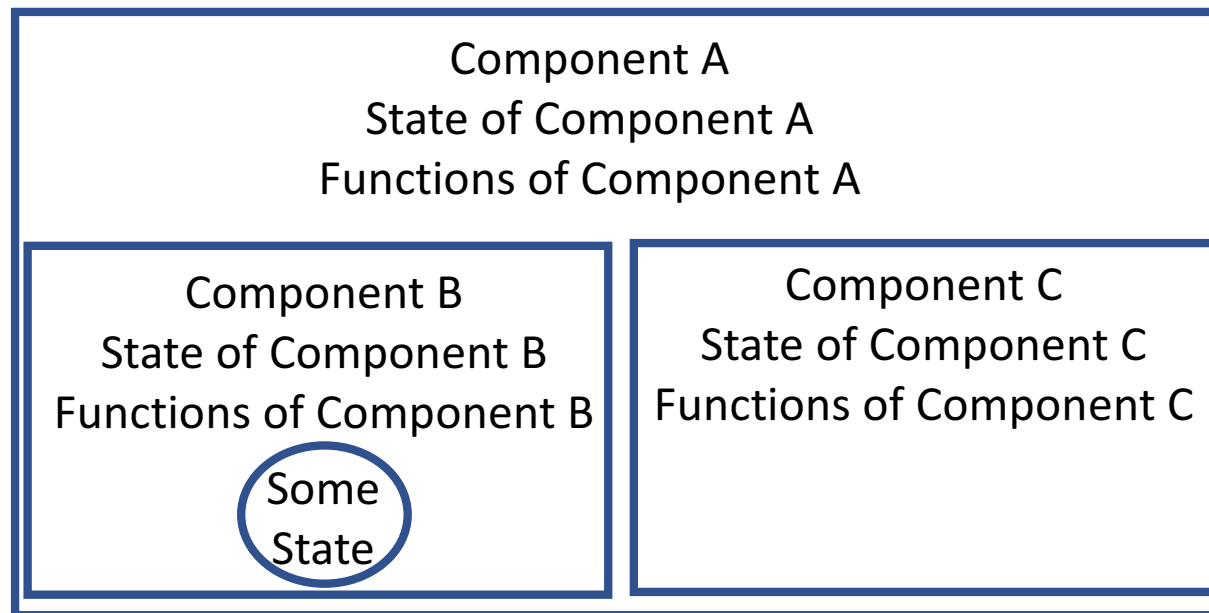 Component A
State of Component A
Functions of Component A
Component B
State of Component B
Functions of Component B
Some
State
Component C
State of Component C
Functions of Component C